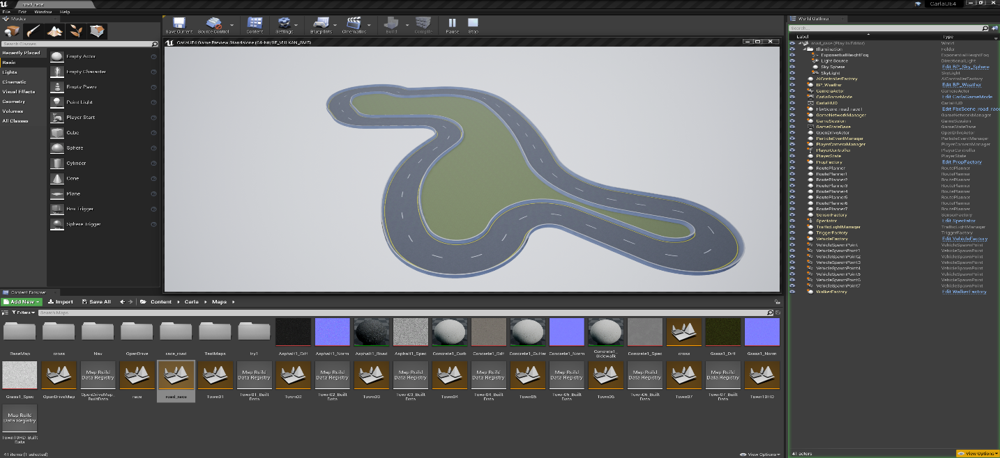 road_race
CarlaUE4
File Edit Window Help
Modes
Search Classes
Recently Placed
Basic
Lights
Cinematic
Visual Effects
Geometry
Volumes
All Classes
Empty Actor
Empty Character
Empty Pawn
Point Light
Player Start
Cube
Sphere
Cylinder
Cone
Plane
Box Trigger
Sphere Trigger
Save Current Source Control Content Settings Blueprints Cinematics Build Compile Pause Stop
CarlaUE4 Game Preview Standalone (64-bit/SF_VULKAN_SM5)
World Outliner
Search...
Label Type
road_race (Play In Editor) World
Illumination Folder
ExponentialHeightFog ExponentialHeightFog
Light Source DirectionalLight
Sky Sphere Edit BP_Sky_Sphere
SkyLight SkyLight
AIControllerFactory AIControllerFactory
BP_Weather Edit BP_Weather
CameraActor CameraActor
CarlaGameMode Edit CarlaGameMode
CarlaHUD CarlaHUD
FbxScene_road_race1 Edit FbxScene_road_race
GameNetworkManager GameNetworkManager
GameSession GameSession
GameStateBase GameStateBase
OpenDriveActor OpenDriveActor
ParticleEventManager ParticleEventManager
PlayerCameraManager PlayerCameraManager
PlayerController PlayerController
PlayerState PlayerState
PropFactory Edit PropFactory
RoutePlanner RoutePlanner
RoutePlanner1 RoutePlanner
RoutePlanner2 RoutePlanner
RoutePlanner3 RoutePlanner
RoutePlanner4 RoutePlanner
RoutePlanner5 RoutePlanner
RoutePlanner6 RoutePlanner
RoutePlanner7 RoutePlanner
SensorFactory SensorFactory
Spectator Edit Spectator
TrafficLightManager TrafficLightManager
TriggerFactory TriggerFactory
VehicleFactory Edit VehicleFactory
VehicleSpawnPoint VehicleSpawnPoint
VehicleSpawnPoint1 VehicleSpawnPoint
VehicleSpawnPoint2 VehicleSpawnPoint
VehicleSpawnPoint3 VehicleSpawnPoint
VehicleSpawnPoint4 VehicleSpawnPoint
VehicleSpawnPoint5 VehicleSpawnPoint
VehicleSpawnPoint6 VehicleSpawnPoint
VehicleSpawnPoint7 VehicleSpawnPoint
WalkerFactory Edit WalkerFactory
41 actors View Options
Content Browser
Add New Import Save All Content Carla Maps
Filters Search Maps
BaseMap cross Nav OpenDrive race_road TestMaps try1 Asphalt1_Diff Asphalt1_Norm Asphalt1_Road Asphalt1_Spec Concrete1_Curb Concrete1_Diff Concrete1_Gutter Concrete1_Norm Concrete1_Sidewalk Concrete1_Spec cross Grass1_Diff Grass1_Norm
Map Build Data Registry Map Build Data Registry Map Build Data Registry Map Build Data Registry Map Build Data Registry Map Build Data Registry Map Build Data Registry Map Build Data Registry
Grass1_Spec OpenDriveMap OpenDriveMap_BuiltData race road_race Town01 Town01_BuiltData Town02 Town02_BuiltData Town03 Town03_BuiltData Town04 Town04_BuiltData Town05 Town05_BuiltData Town06 Town06_BuiltData Town07 Town07_BuiltData Town10HD
Map Build Data Registry
Town10HD_BuiltData
41 items (1 selected) View Options